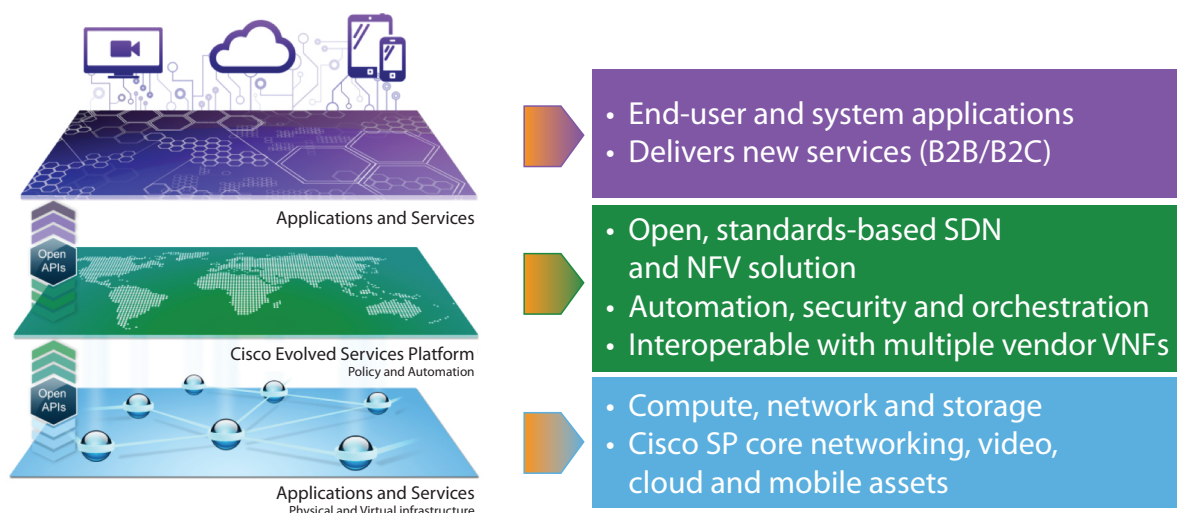 Applications and Services
Open
APIs
Cisco Evolved Services Platform
Policy and Automation
Open
APIs
Applications and Services
Physical and Virtual infrastructure
• End-user and system applications
• Delivers new services (B2B/B2C)
• Open, standards-based SDN
and NFV solution
• Automation, security and orchestration
• Interoperable with multiple vendor VNFs
• Compute, network and storage
• Cisco SP core networking, video,
cloud and mobile assets